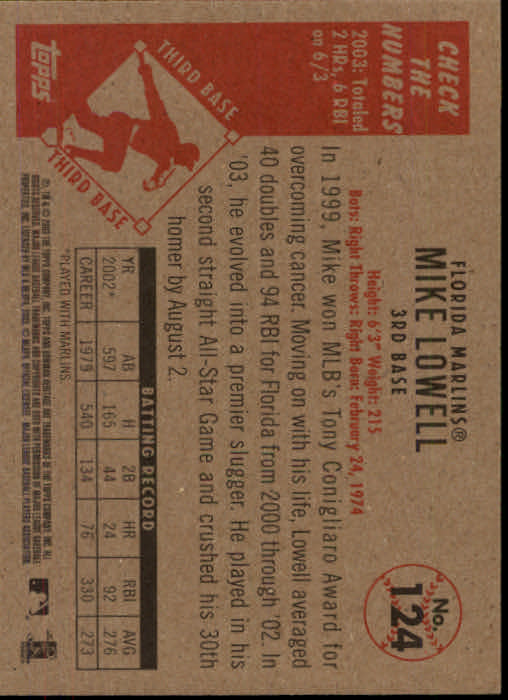 FLORIDA MARLINS®
MIKE LOWELL
3RD BASE
Height: 6'3" Weight: 215
Bats: Right Throws: Right Born: February 24, 1974
No.
124
In 1999, Mike won MLB's Tony Conigliaro Award for
overcoming cancer. Moving on with his life, Lowell averaged
40 doubles and 94 RBI for Florida from 2000 through '02. In
'03, he evolved into a premier slugger. He played in his
second straight All-Star Game and crushed his 30th
homer by August 2.
CHECK
THE
NUMBERS
2003: Totaled
2 HRs, 6 RBI
on 6/3
THIRD BASE
THIRD BASE
topps
BATTING RECORD
YR AB H 2B HR RBI AVG
2002* 597 165 44 24 92 276
CAREER 1979 540 134 76 330 273
*PLAYED WITH MARLINS.